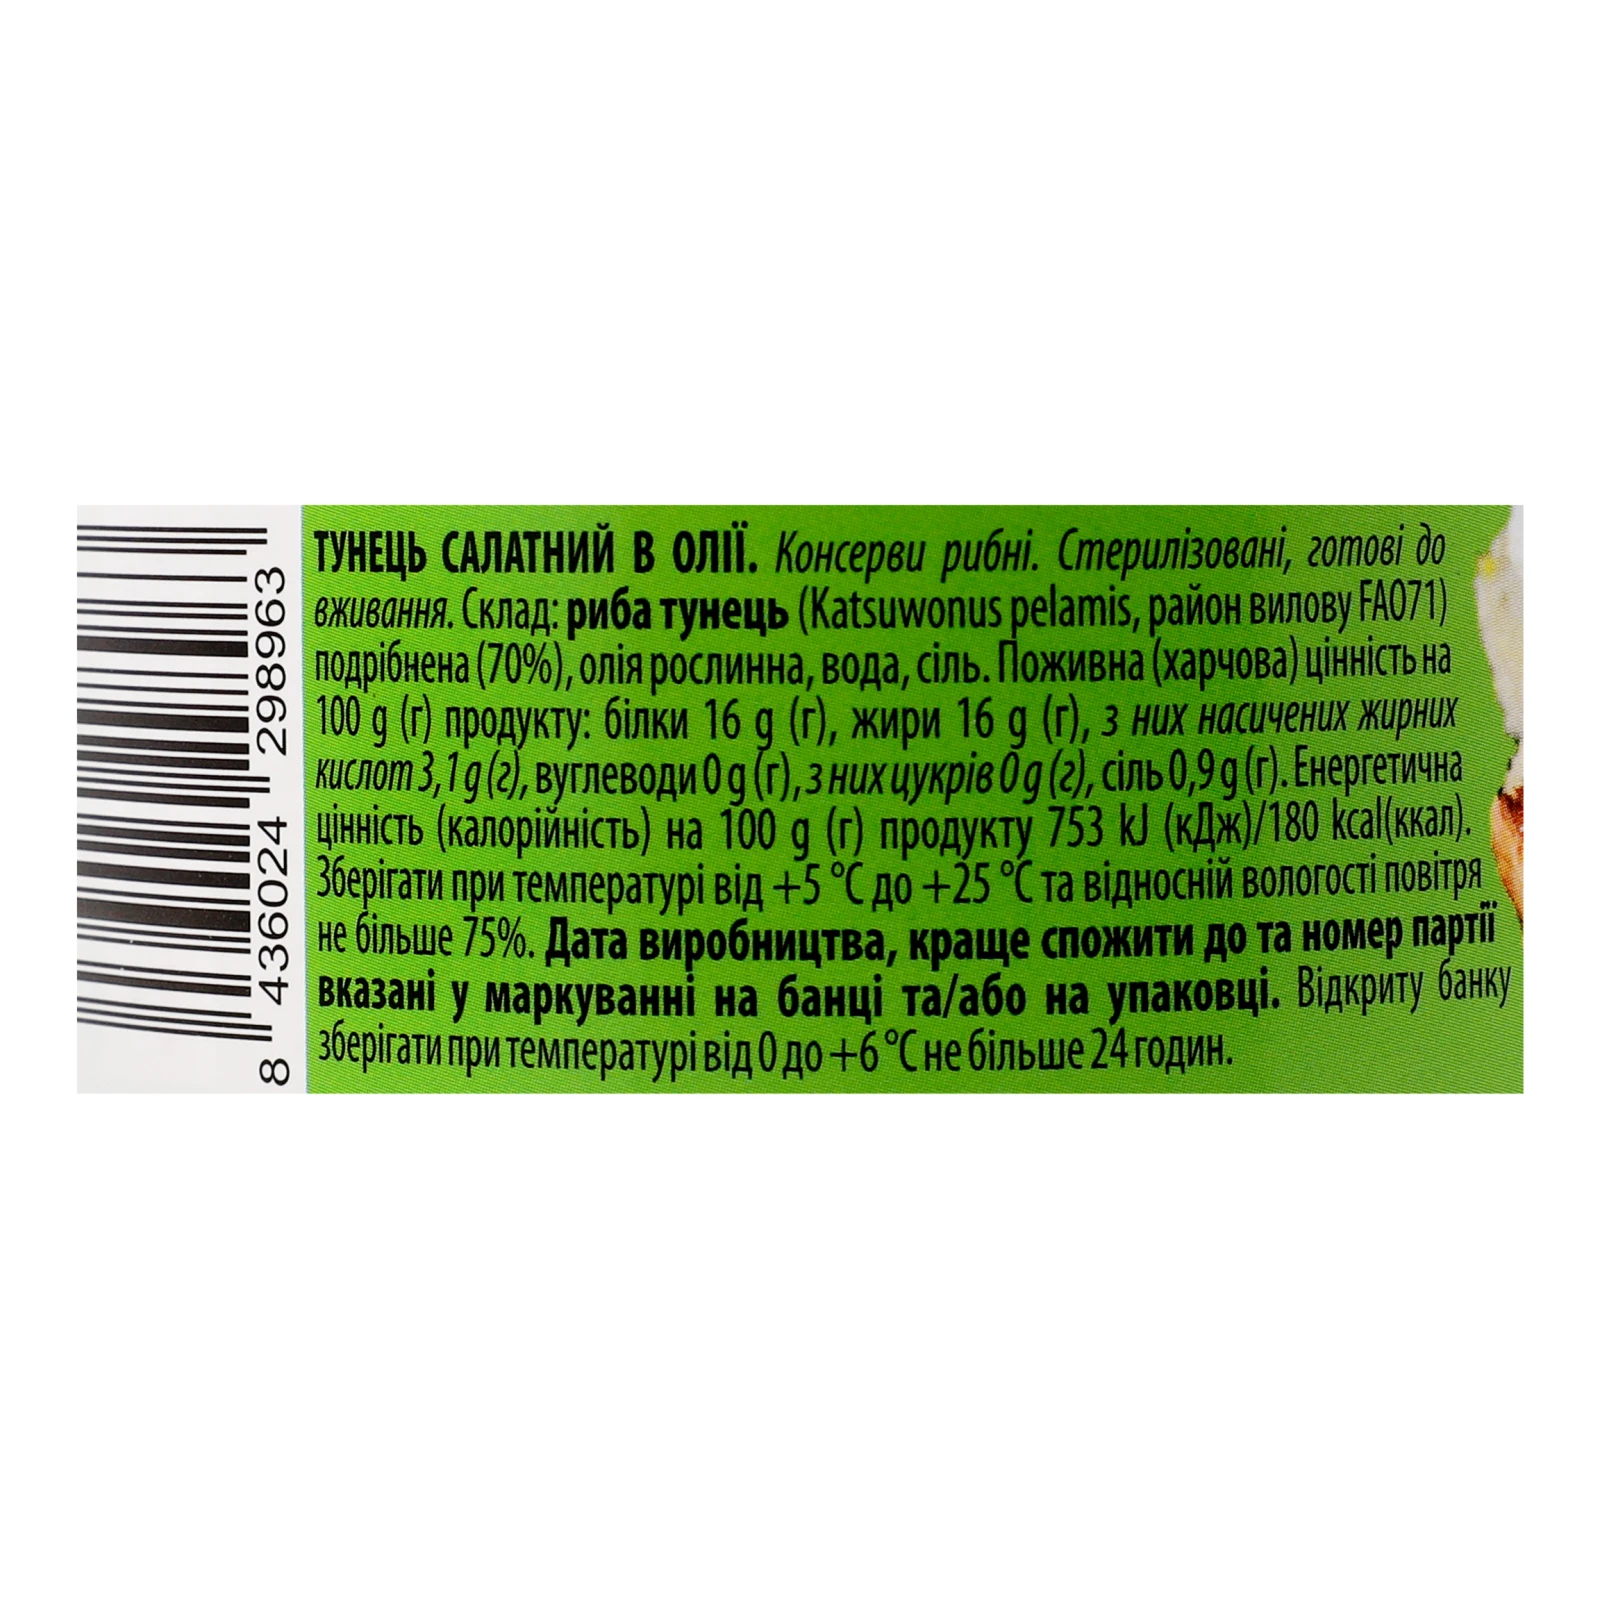 ТУНЕЦЬ САЛАТНИЙ В ОЛІЇ. Консерви рибні. Стерилізовані, готові до
вживання. Склад: риба тунець (Katsuwonus pelamis, район вилову FAO71)
подрібнена (70%), олія рослинна, вода, сіль. Поживна (харчова) цінність на
100 g (г) продукту: білки 16 g (г), жири 16 g (г), з них насичених жирних
кислот 3,1 g (г), вуглеводи 0 g (г), з них цукрів 0 g (г), сіль 0,9 g (г). Енергетична
цінність (калорійність) на 100 g (г) продукту 753 kJ (кДж)/180 kcal(ккал).
Зберігати при температурі від +5 °С до +25 °С та відносній вологості повітря
не більше 75%. Дата виробництва, краще спожити до та номер партії
вказані у маркуванні на банці та/або на упаковці. Відкриту банку
зберігати при температурі від 0 до +6 °С не більше 24 годин.
8 436024 298963